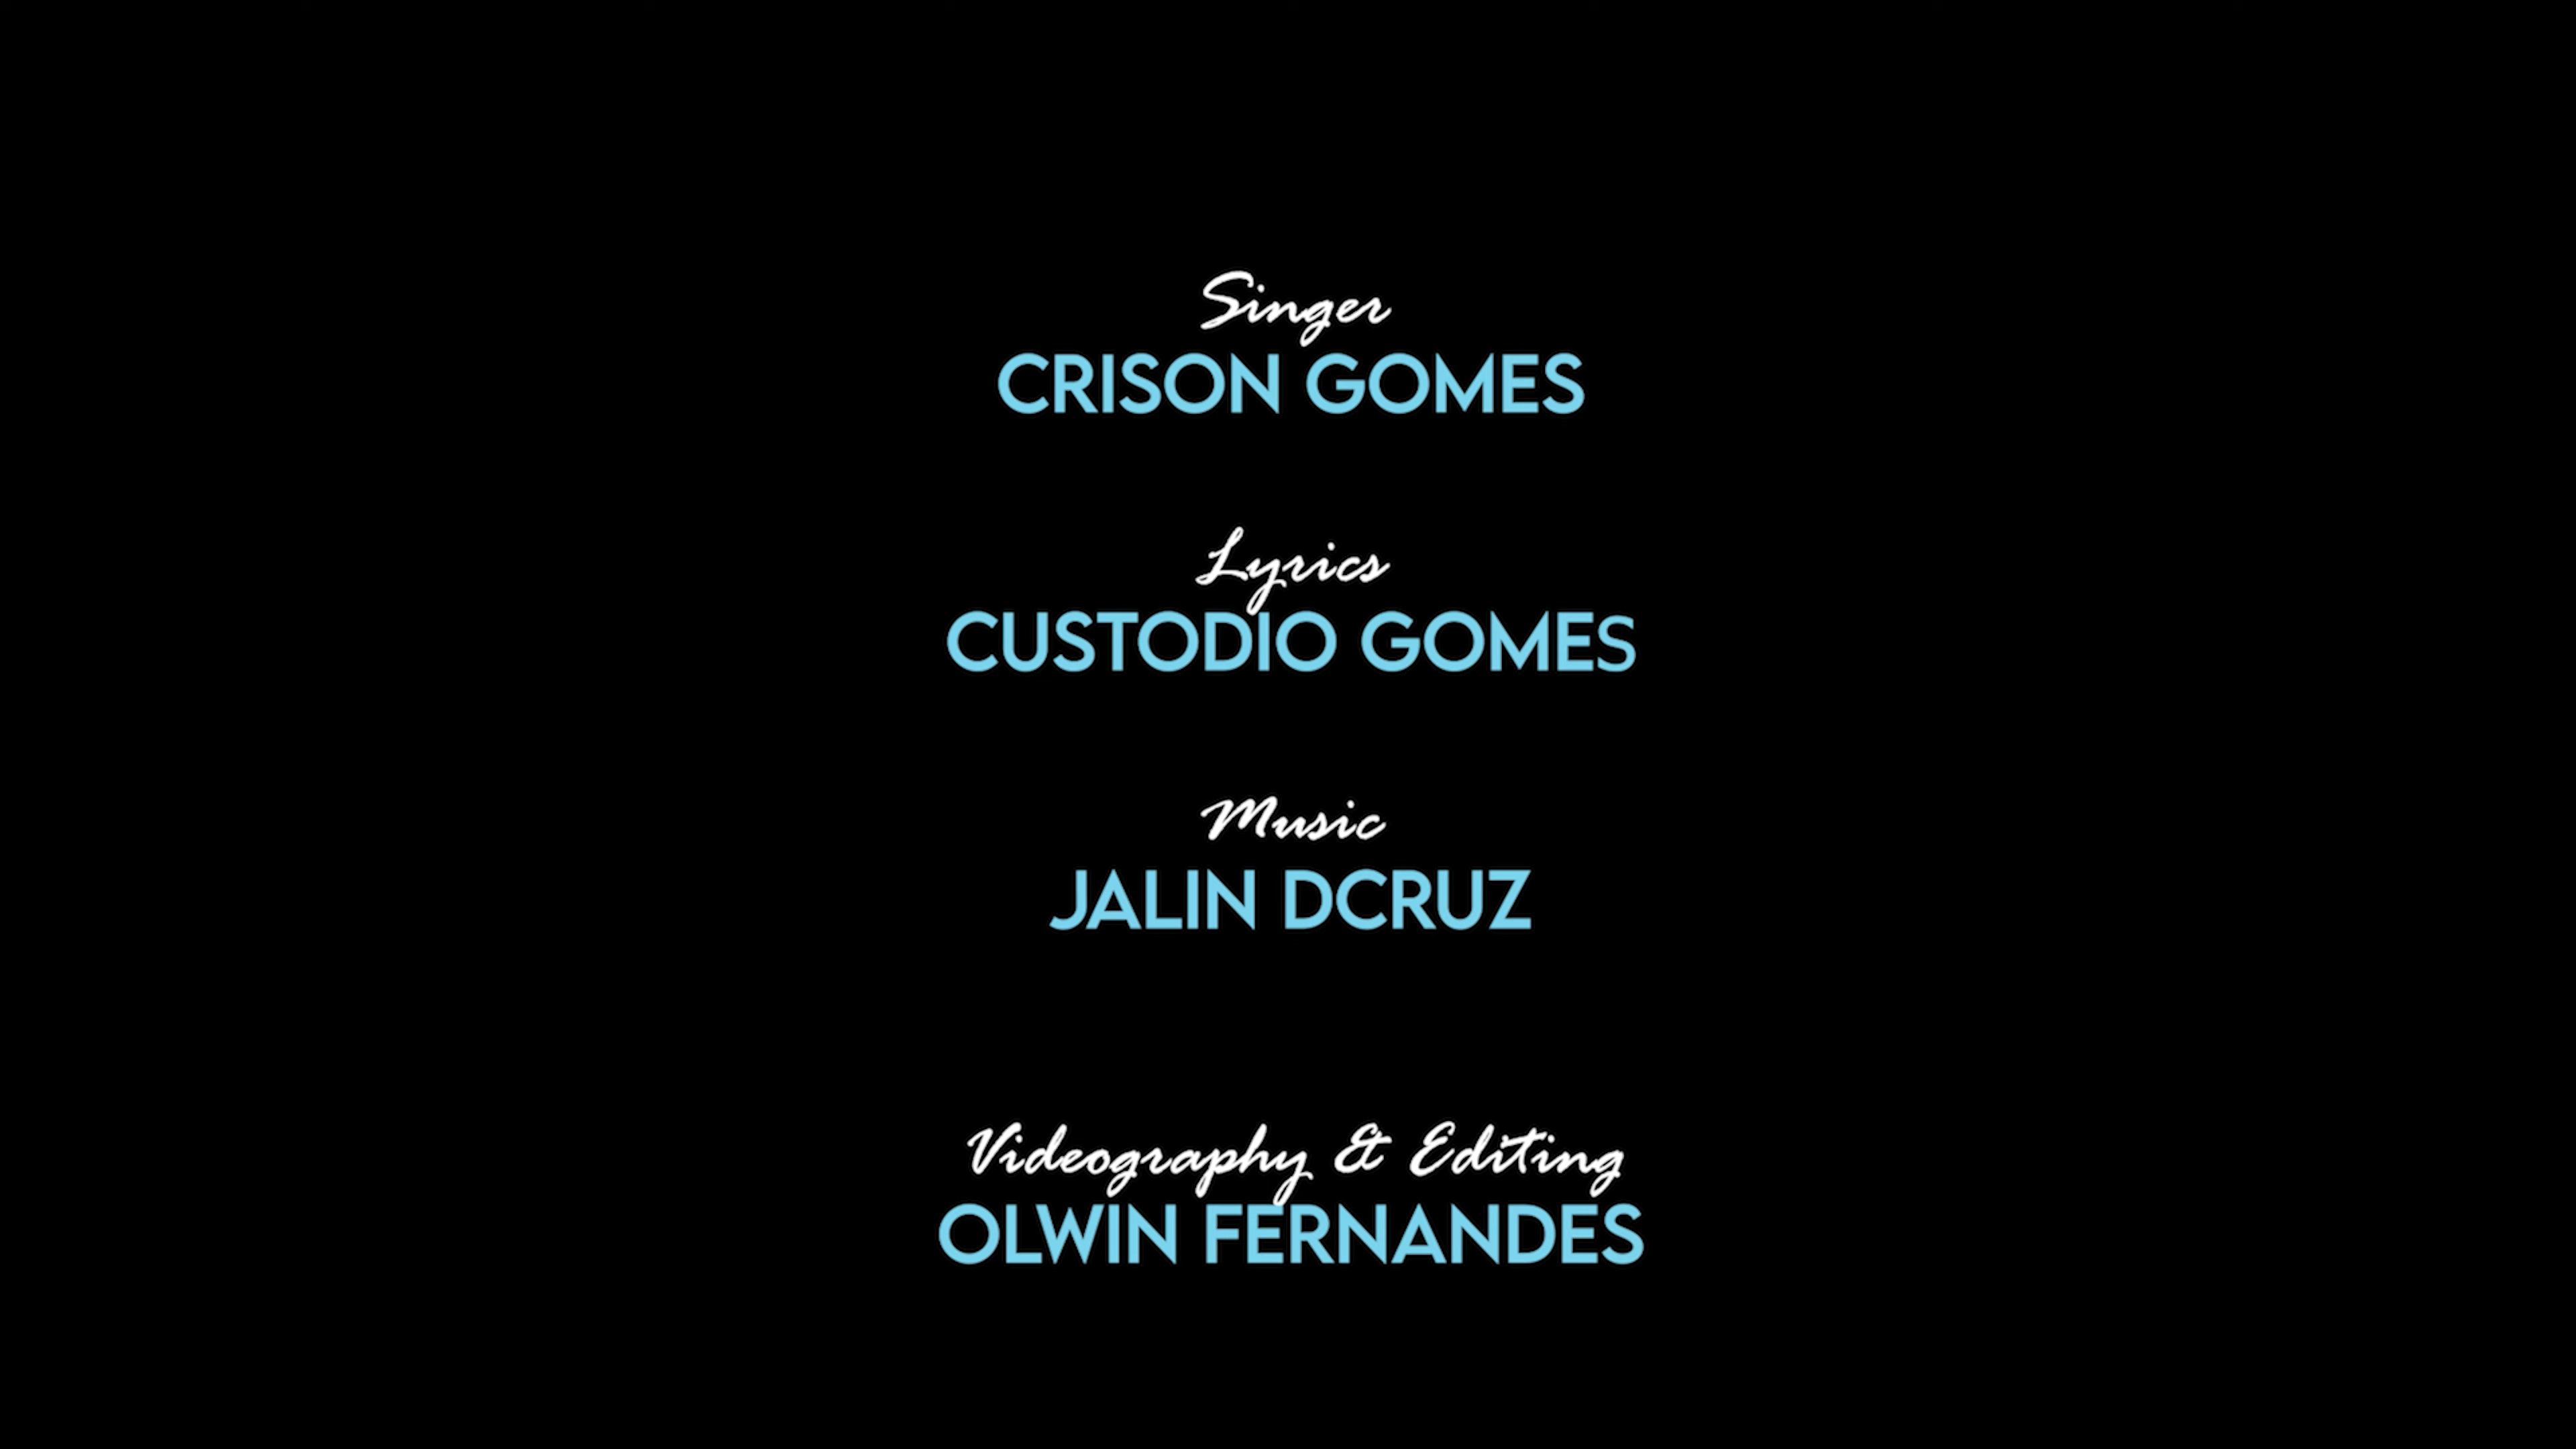 Singer
CRISON GOMES
Lyrics
CUSTODIO GOMES
Music
JALIN DCRUZ
Videography & Editing
OLWIN FERNANDES